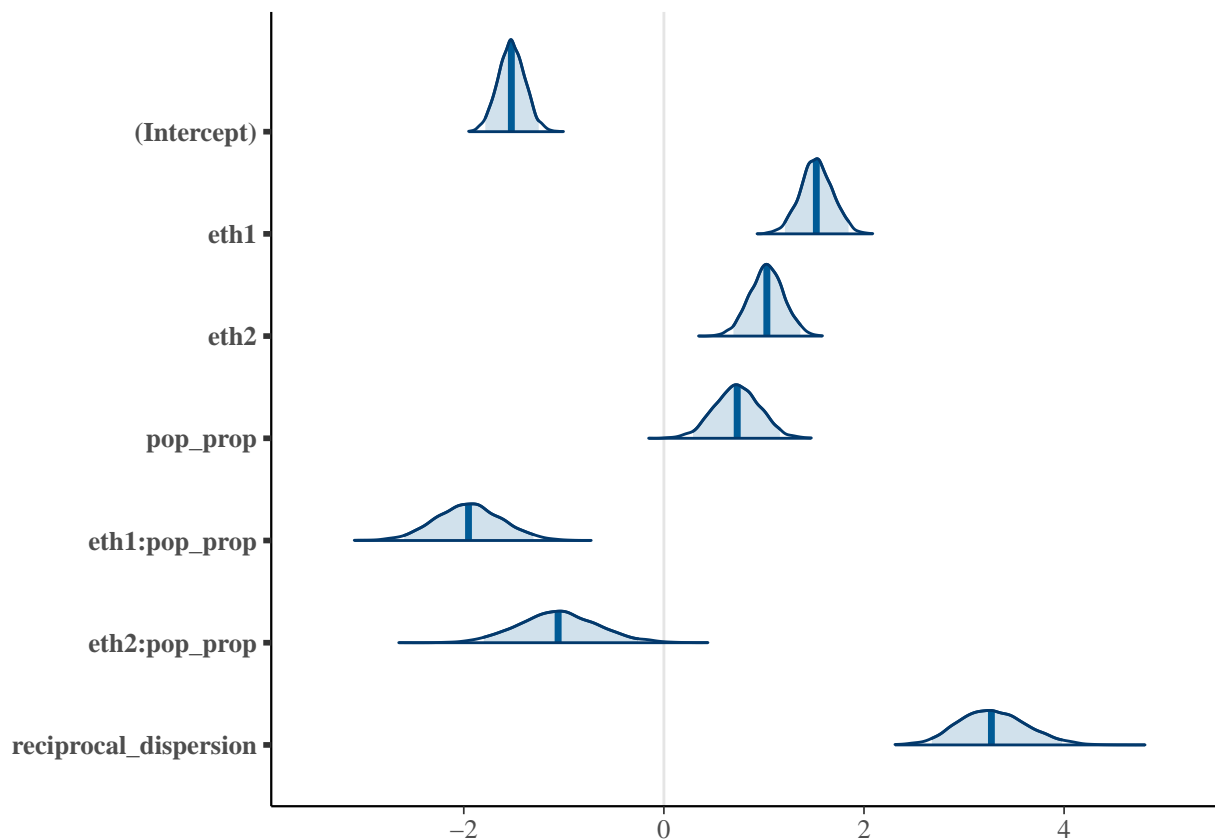 (Intercept)
eth1
eth2
pop_prop
eth1:pop_prop
eth2:pop_prop
reciprocal_dispersion
−2 0 2 4